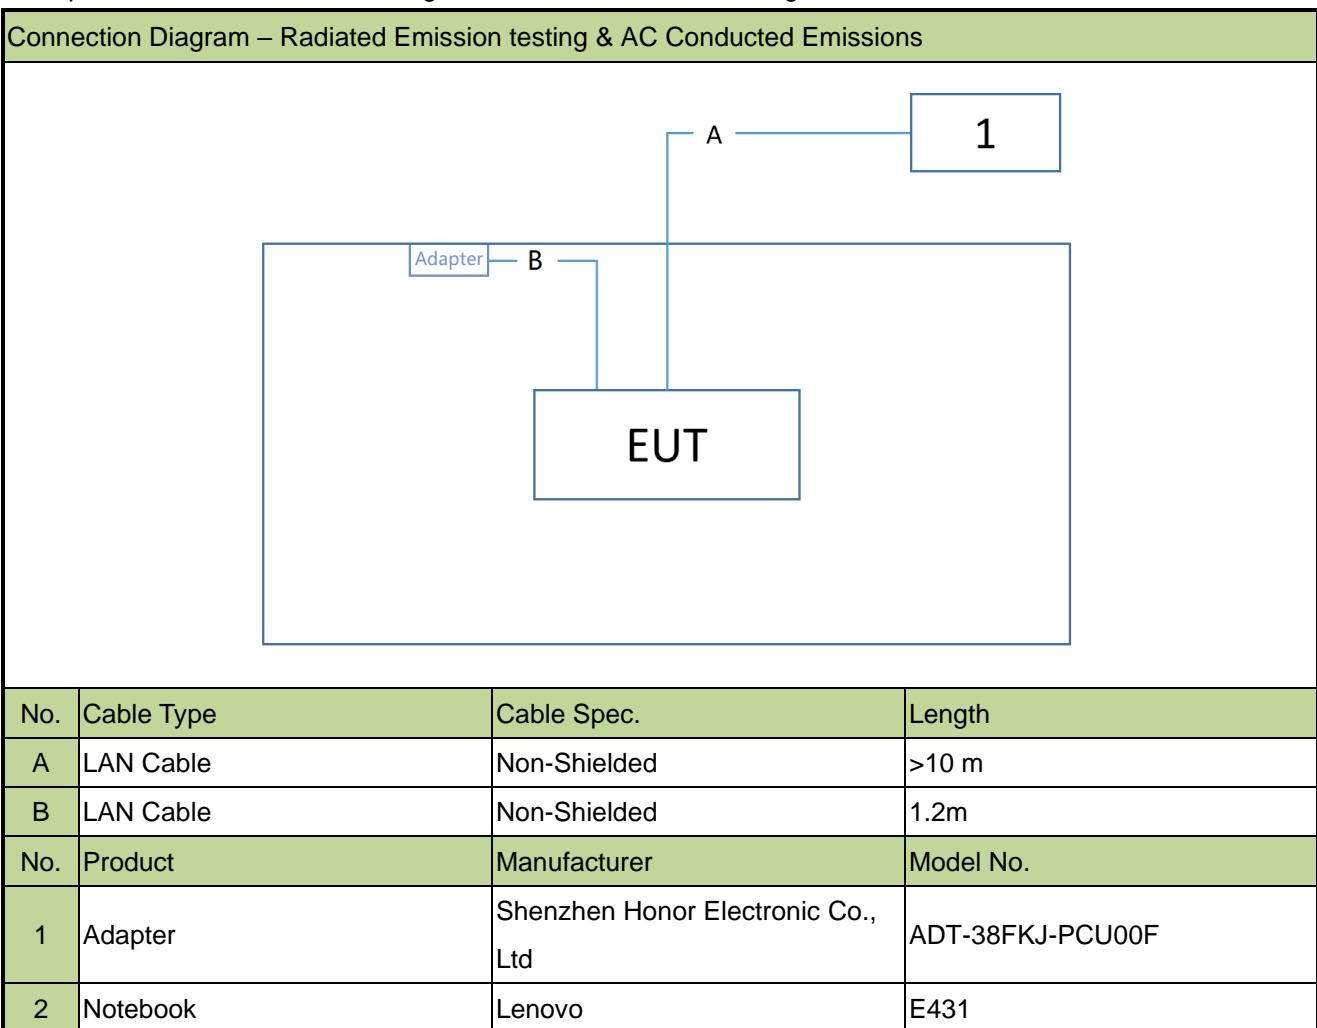 Connection Diagram – Radiated Emission testing & AC Conducted Emissions
A
1
Adapter
B
EUT
No. Cable Type Cable Spec. Length
A LAN Cable Non-Shielded >10 m
B LAN Cable Non-Shielded 1.2m
No. Product Manufacturer Model No.
1 Adapter Shenzhen Honor Electronic Co., Ltd ADT-38FKJ-PCU00F
2 Notebook Lenovo E431